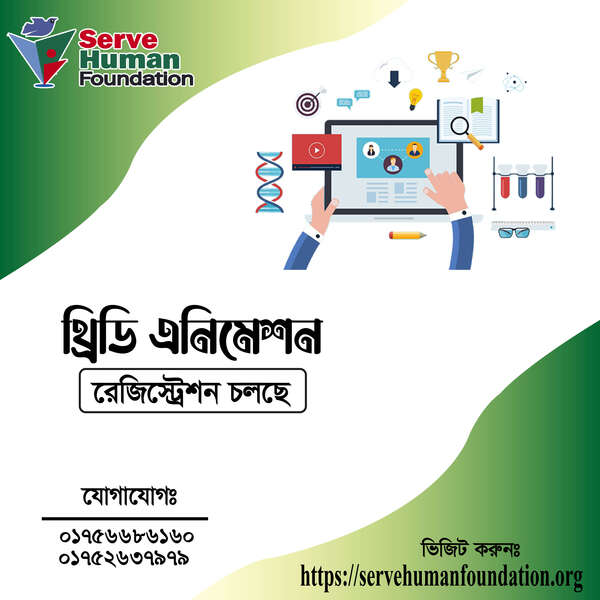 Serve
Human
Foundation
থ্রিডি এনিমেশন
রেজিস্ট্রেশন চলছে
যোগাযোগঃ
০১৭৫৬৬৮৬১৬০
০১৭৫২৬৩৭৯৭৯
ভিজিট করুনঃ
https://servehumanfoundation.org